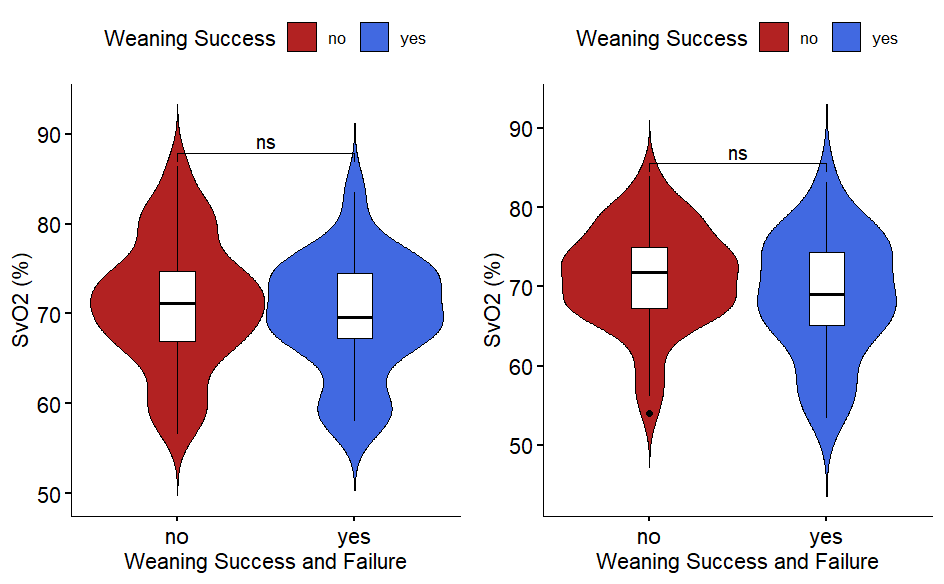 Weaning Success no yes
ns
90
80
70
60
50
SvO2 (%)
no yes
Weaning Success and Failure
Weaning Success no yes
ns
90
80
70
60
50
SvO2 (%)
no yes
Weaning Success and Failure